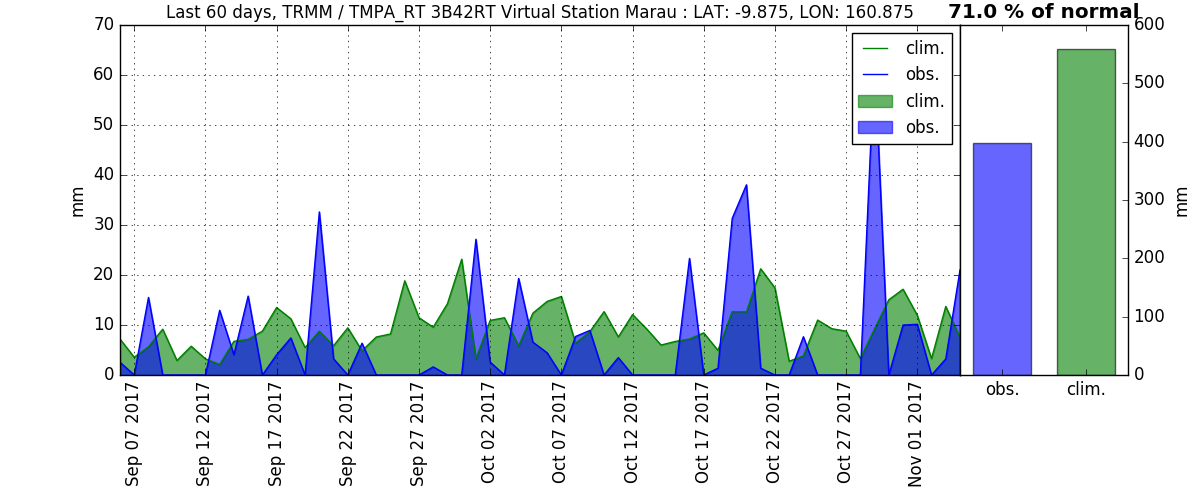 Last 60 days, TRMM / TMPA_RT 3B42RT Virtual Station Marau : LAT: -9.875, LON: 160.875
71.0 % of normal
70
60
50
40
30
20
10
0
mm
clim.
obs.
clim.
obs.
600
500
400
300
200
100
0
mm
Sep 07 2017
Sep 12 2017
Sep 17 2017
Sep 22 2017
Sep 27 2017
Oct 02 2017
Oct 07 2017
Oct 12 2017
Oct 17 2017
Oct 22 2017
Oct 27 2017
Nov 01 2017
obs.
clim.